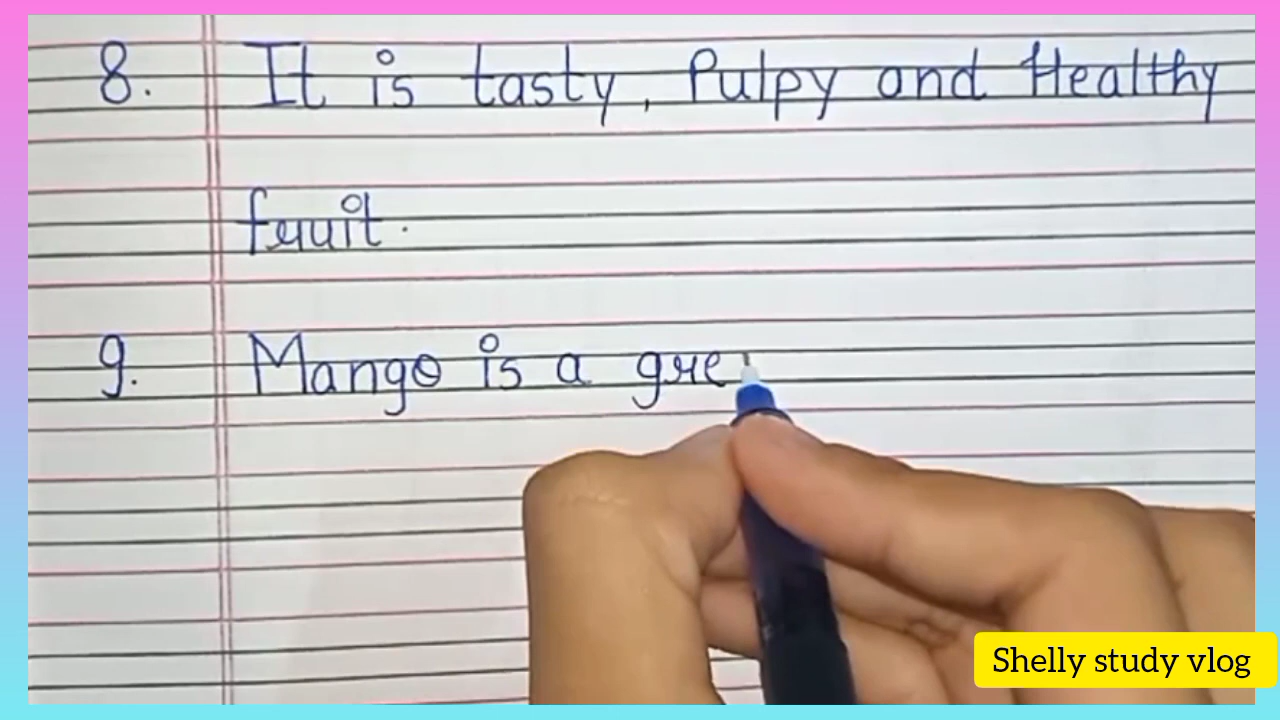 8. It is tasty, Pulpy and Healthy
fruit.
9. Mango is a gre
Shelly study vlog